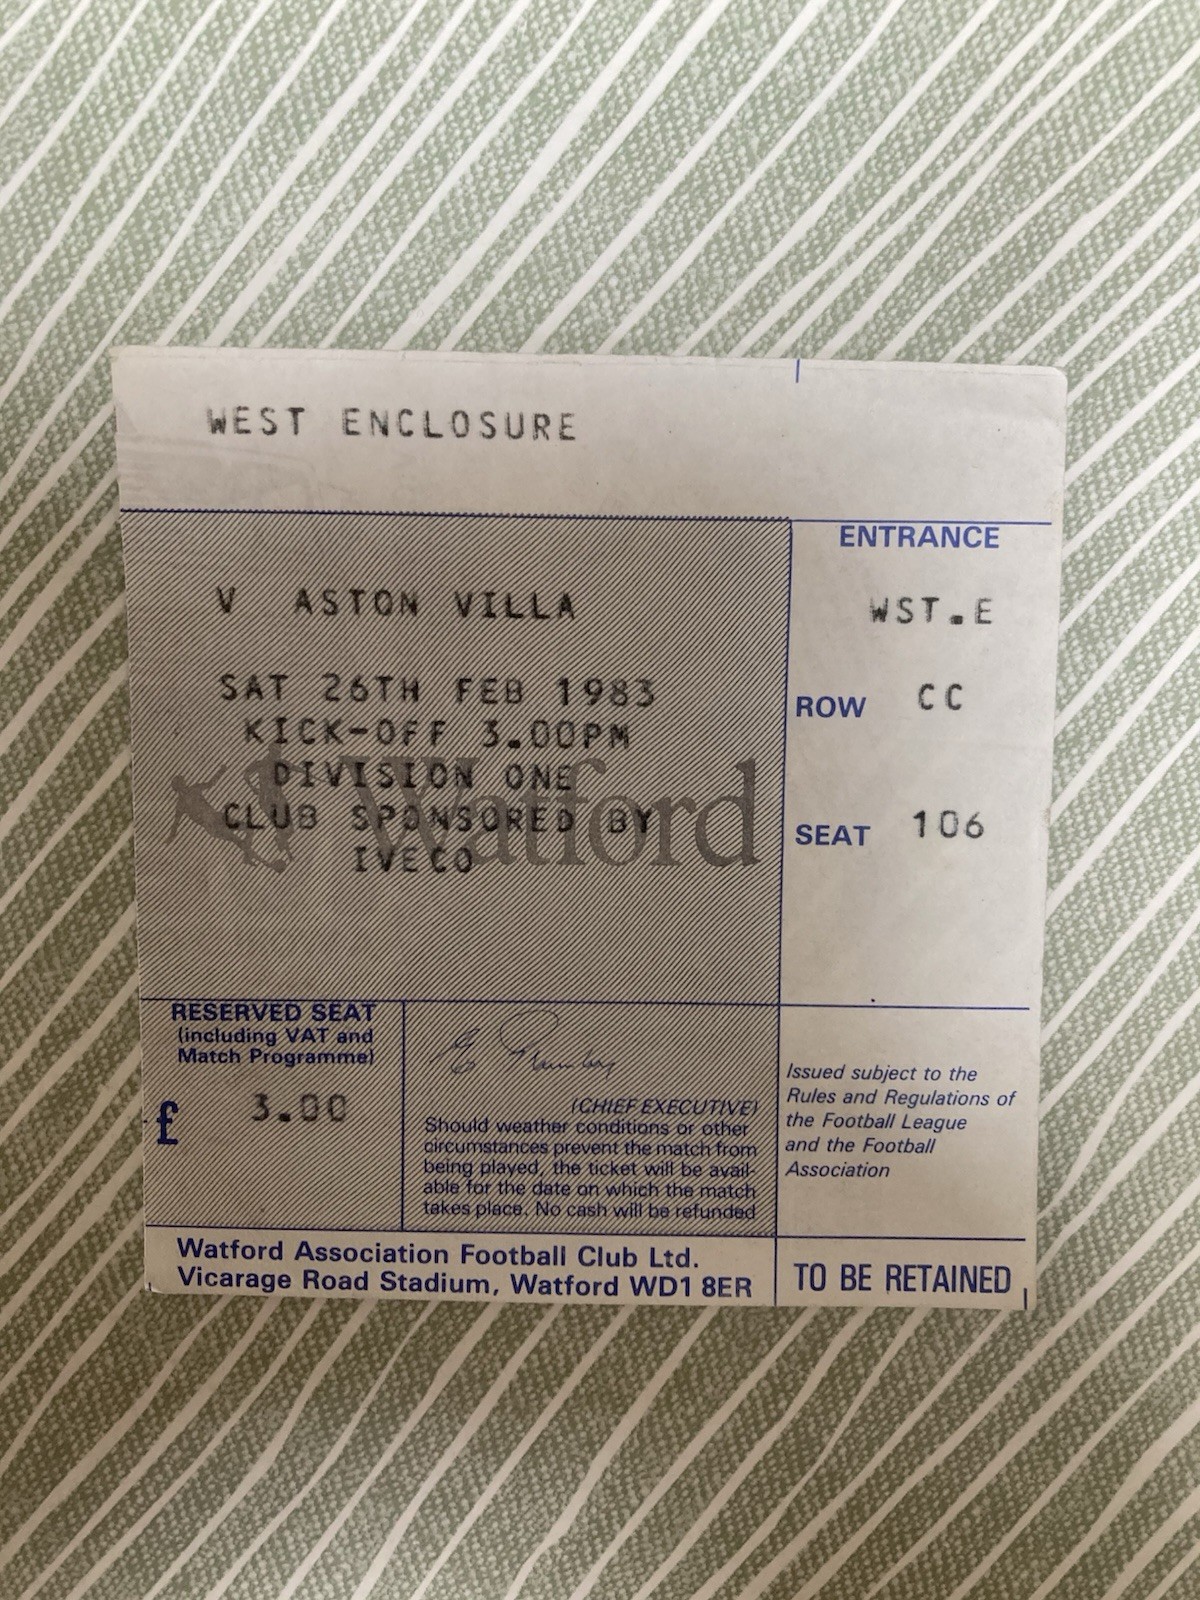 WEST ENCLOSURE
V ASTON VILLA
SAT 26TH FEB 1983
KICK-OFF 3.00PM
DIVISION ONE
CLUB SPONSORED BY
IVECO
Watford
ENTRANCE
WST.E
ROW CC
SEAT 106
RESERVED SEAT
(including VAT and
Match Programme)
£ 3.00
(CHIEF EXECUTIVE)
Should weather conditions or other
circumstances prevent the match from
being played, the ticket will be avail-
able for the date on which the match
takes place. No cash will be refunded
Issued subject to the
Rules and Regulations of
the Football League
and the Football
Association
Watford Association Football Club Ltd.
Vicarage Road Stadium, Watford WD1 8ER
TO BE RETAINED